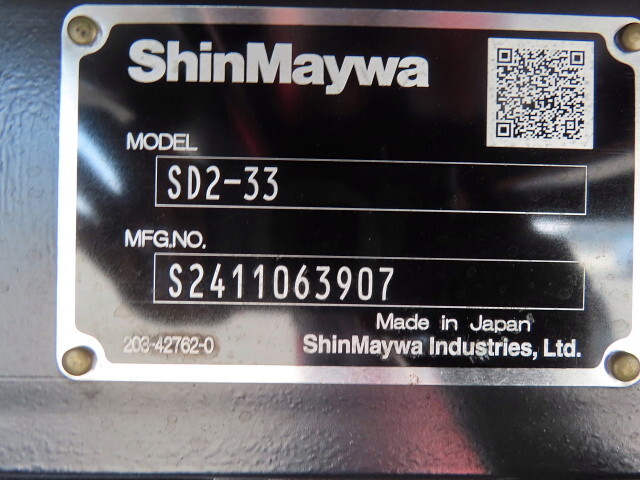 ShinMaywa
MODEL
SD2-33
MFG.NO.
S2411063907
Made in Japan
203-42762-0
ShinMaywa Industries, Ltd.